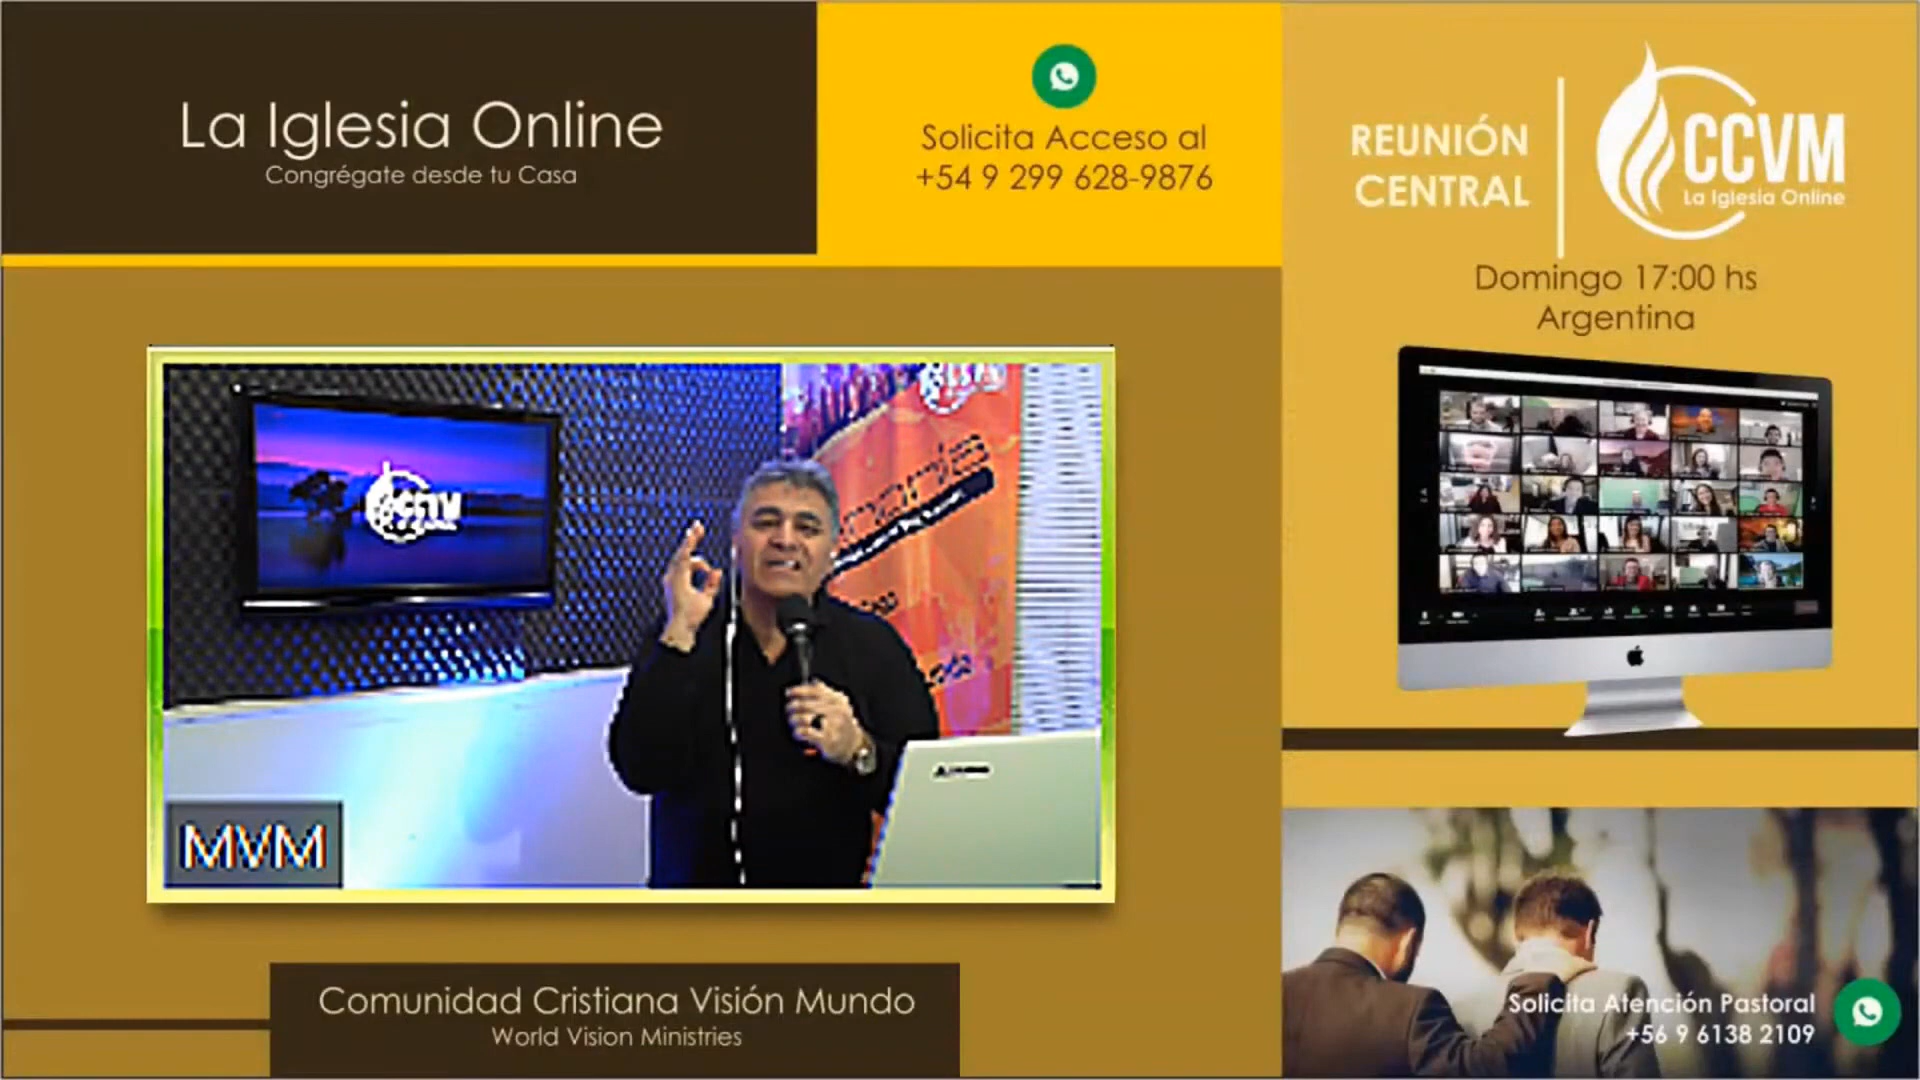 La Iglesia Online
Congrégate desde tu Casa
Solicita Acceso al
+54 9 299 628-9876
REUNIÓN
CENTRAL
CCVM
La Iglesia Online
Domingo 17:00 hs
Argentina
CCVM
MVM
Comunidad Cristiana Visión Mundo
World Vision Ministries
Solicita Atención Pastoral
+56 9 6138 2109